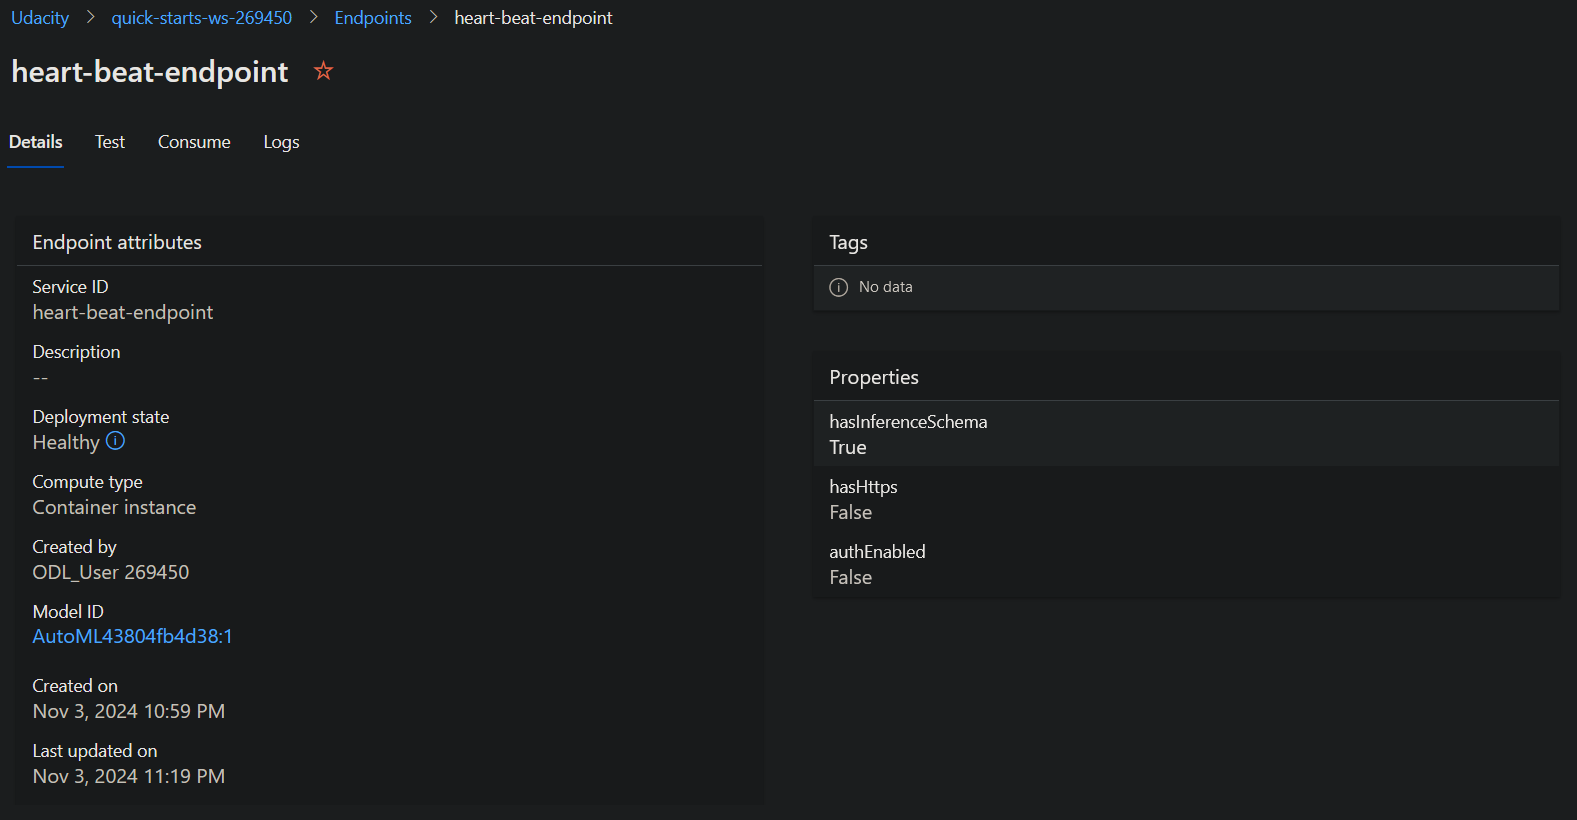 Udacity > quick-starts-ws-269450 > Endpoints > heart-beat-endpoint
heart-beat-endpoint
Details Test Consume Logs
Endpoint attributes
Service ID
heart-beat-endpoint
Description
--
Deployment state
Healthy
Compute type
Container instance
Created by
ODL_User 269450
Model ID
AutoML43804fb4d38:1
Created on
Nov 3, 2024 10:59 PM
Last updated on
Nov 3, 2024 11:19 PM
Tags
No data
Properties
hasInferenceSchema
True
hasHttps
False
authEnabled
False